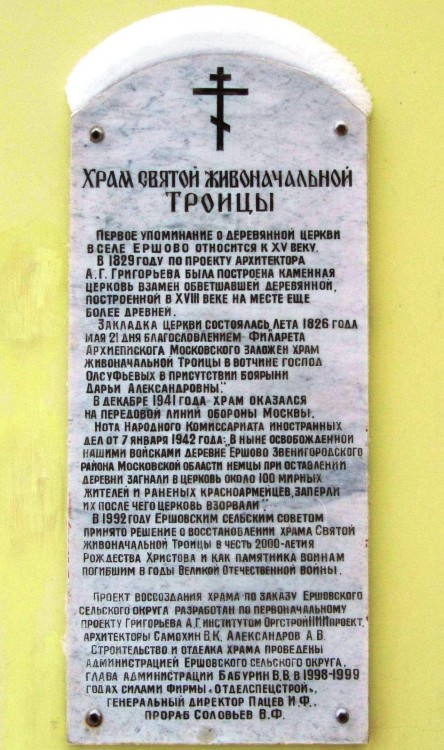 ХРАМ СВЯТОЙ ЖИВОНАЧАЛЬНОЙ
ТРОИЦЫ
ПЕРВОЕ УПОМИНАНИЕ О ДЕРЕВЯННОЙ ЦЕРКВИ
В СЕЛЕ ЕРШОВО ОТНОСИТСЯ К XV ВЕКУ.
В 1829 ГОДУ ПО ПРОЕКТУ АРХИТЕКТОРА
А.Г. ГРИГОРЬЕВА БЫЛА ПОСТРОЕНА КАМЕННАЯ
ЦЕРКОВЬ ВЗАМЕН ОБВЕТШАВШЕЙ ДЕРЕВЯННОЙ,
ПОСТРОЕННОЙ В XVIII ВЕКЕ НА МЕСТЕ ЕЩЕ
БОЛЕЕ ДРЕВНЕЙ.
ЗАКЛАДКА ЦЕРКВИ СОСТОЯЛАСЬ„ ЛЕТА 1826 ГОДА
МАЯ 21 ДНЯ БЛАГОСЛОВЕНИЕМ ФИЛАРЕТА
АРХИЕПИСКОГА МОСКОВСКОГО ЗАЛОЖЕН ХРАМ
ЖИВОНАЧАЛЬНОЙ ТРОИЦЫ В ВОТЧИНЕ ГОСПОД
ОЛСУФЬЕВЫХ В ПРИСУТСТВИИ БОЯРЫНИ
ДАРЬИ АЛЕКСАНДРОВНЫ."
В ДЕКАБРЕ 1941 ГОДА ХРАМ ОКАЗАЛСЯ
НА ПЕРЕДОВОЙ ЛИНИИ ОБОРОНЫ МОСКВЫ.
НОТА НАРОДНОГО КОМИССАРИАТА ИНОСТРАННЫХ
ДЕЛ ОТ 7 ЯНВАРЯ 1942 ГОДА: „В НЫНЕ ОСВОБОЖДЕННОЙ
НАШИМИ ВОЙСКАМИ ДЕРЕВНЕ ЕРШОВО ЗВЕНИГОРОДСКОГО
РАЙОНА МОСКОВСКОЙ ОБЛАСТИ НЕМЦЫ ПРИ ОСТАВЛЕНИИ
ДЕРЕВНИ ЗАГНАЛИ В ЦЕРКОВЬ ОКОЛО 100 МИРНЫХ
ЖИТЕЛЕЙ И РАНЕНЫХ КРАСНОАРМЕЙЦЕВ, ЗАПЕРЛИ
ИХ ПОСЛЕ ЧЕГО ЦЕРКОВЬ ВЗОРВАЛИ".
В 1992 ГОДУ ЕРШОВСКИМ СЕЛЬСКИМ СОВЕТОМ
ПРИНЯТО РЕШЕНИЕ О ВОССТАНОВЛЕНИИ ХРАМА СВЯТОЙ
ЖИВОНАЧАЛЬНОЙ ТРОИЦЫ В ЧЕСТЬ 2000-ЛЕТИЯ
РОЖДЕСТВА ХРИСТОВА И КАК ПАМЯТНИКА ВОИНАМ
ПОГИБШИМ В ГОДЫ ВЕЛИКОЙ ОТЕЧЕСТВЕННОЙ ВОЙНЫ.
ПРОЕКТ ВОССОЗДАНИЯ ХРАМА ПО ЗАКАЗУ ЕРШОВСКОГО
СЕЛЬСКОГО ОКРУГА РАЗРАБОТАН ПО ПЕРВОНАЧАЛЬНОМУ
ПРОЕКТУ ГРИГОРЬЕВА А.Г. ИНСТИТУТОМ ОРГСТРОЙНИИПРОЕКТ.
АРХИТЕКТОРЫ САМОХИН В.К., АЛЕКСАНДРОВ А.В.
СТРОИТЕЛЬСТВО И ОТДЕЛКА ХРАМА ПРОВЕДЕНЫ
АДМИНИСТРАЦИЕЙ ЕРШОВСКОГО СЕЛЬСКОГО ОКРУГА,
ГЛАВА АДМИНИСТРАЦИИ БАБУРИН В.В. В 1998-1999
ГОДАХ СИЛАМИ ФИРМЫ «ОТДЕЛСПЕЦСТРОЙ»,
ГЕНЕРАЛЬНЫЙ ДИРЕКТОР ПАЦЕВ И.Ф.,
ПРОРАБ СОЛОВЬЕВ В.Ф.